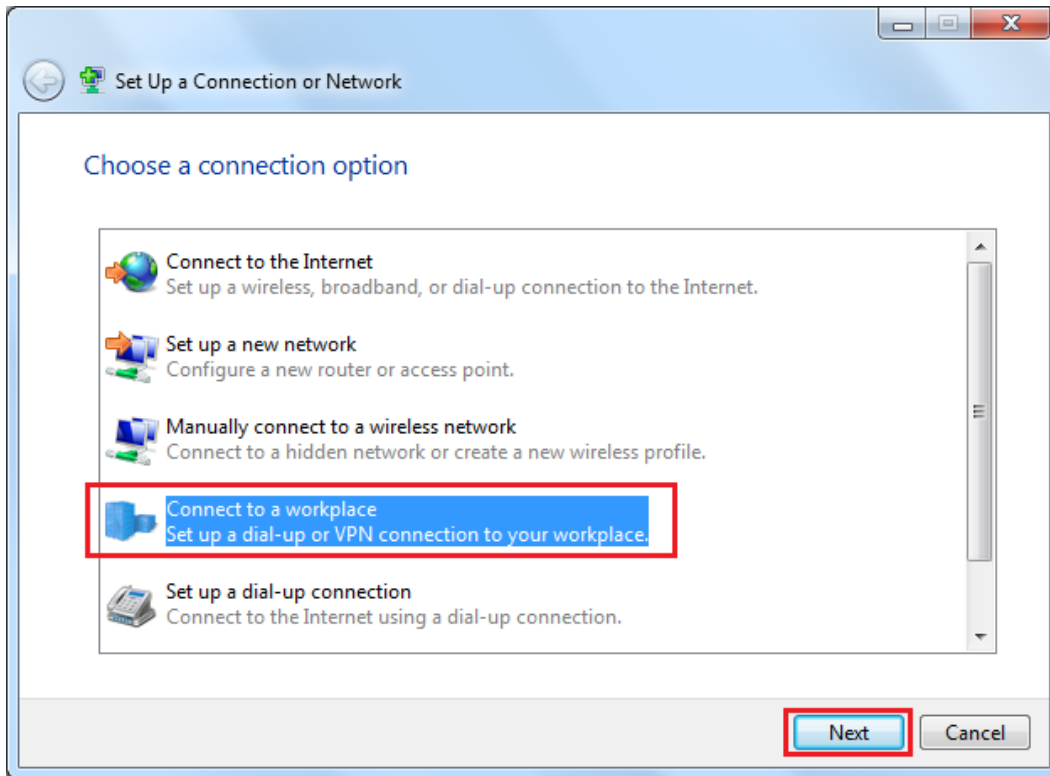 Set Up a Connection or Network
Choose a connection option
Connect to the Internet
Set up a wireless, broadband, or dial-up connection to the Internet.
Set up a new network
Configure a new router or access point.
Manually connect to a wireless network
Connect to a hidden network or create a new wireless profile.
Connect to a workplace
Set up a dial-up or VPN connection to your workplace.
Set up a dial-up connection
Connect to the Internet using a dial-up connection.
Next Cancel